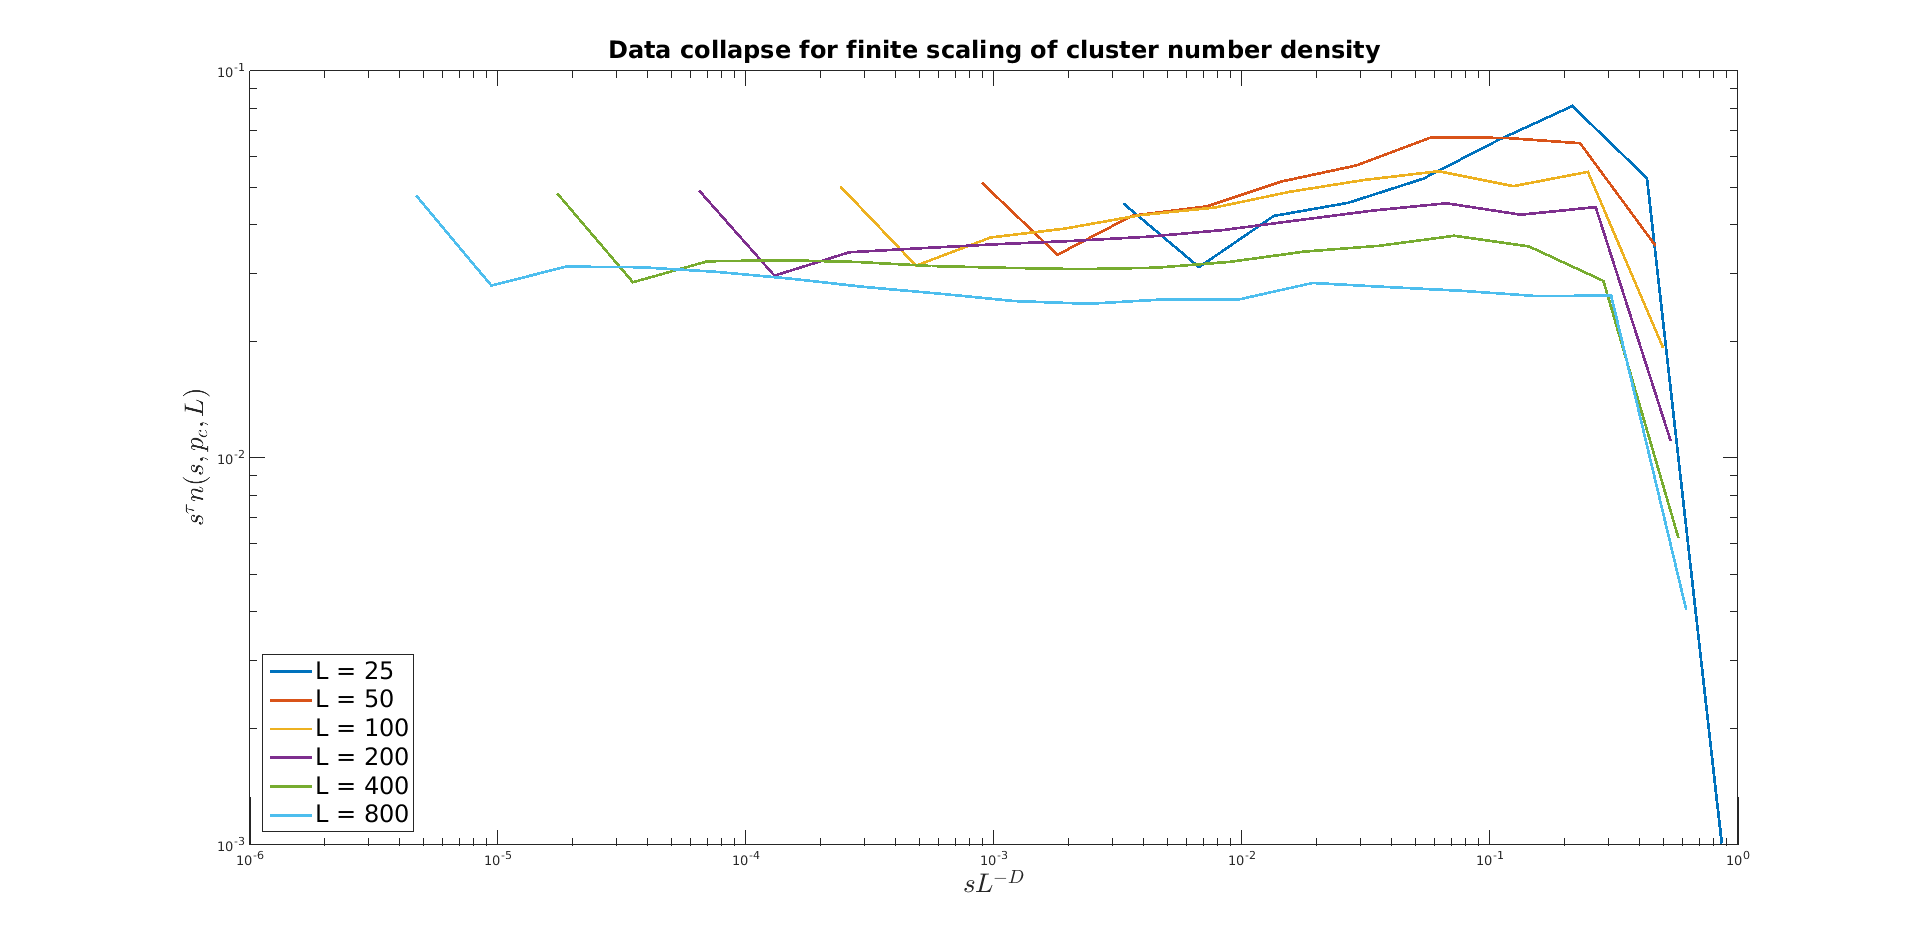 Data collapse for finite scaling of cluster number density
10^-1
10^-2
10^-3
s^τ n(s, p_c, L)
L = 25
L = 50
L = 100
L = 200
L = 400
L = 800
10^-6 10^-5 10^-4 10^-3 10^-2 10^-1 10^0
sL^{-D}